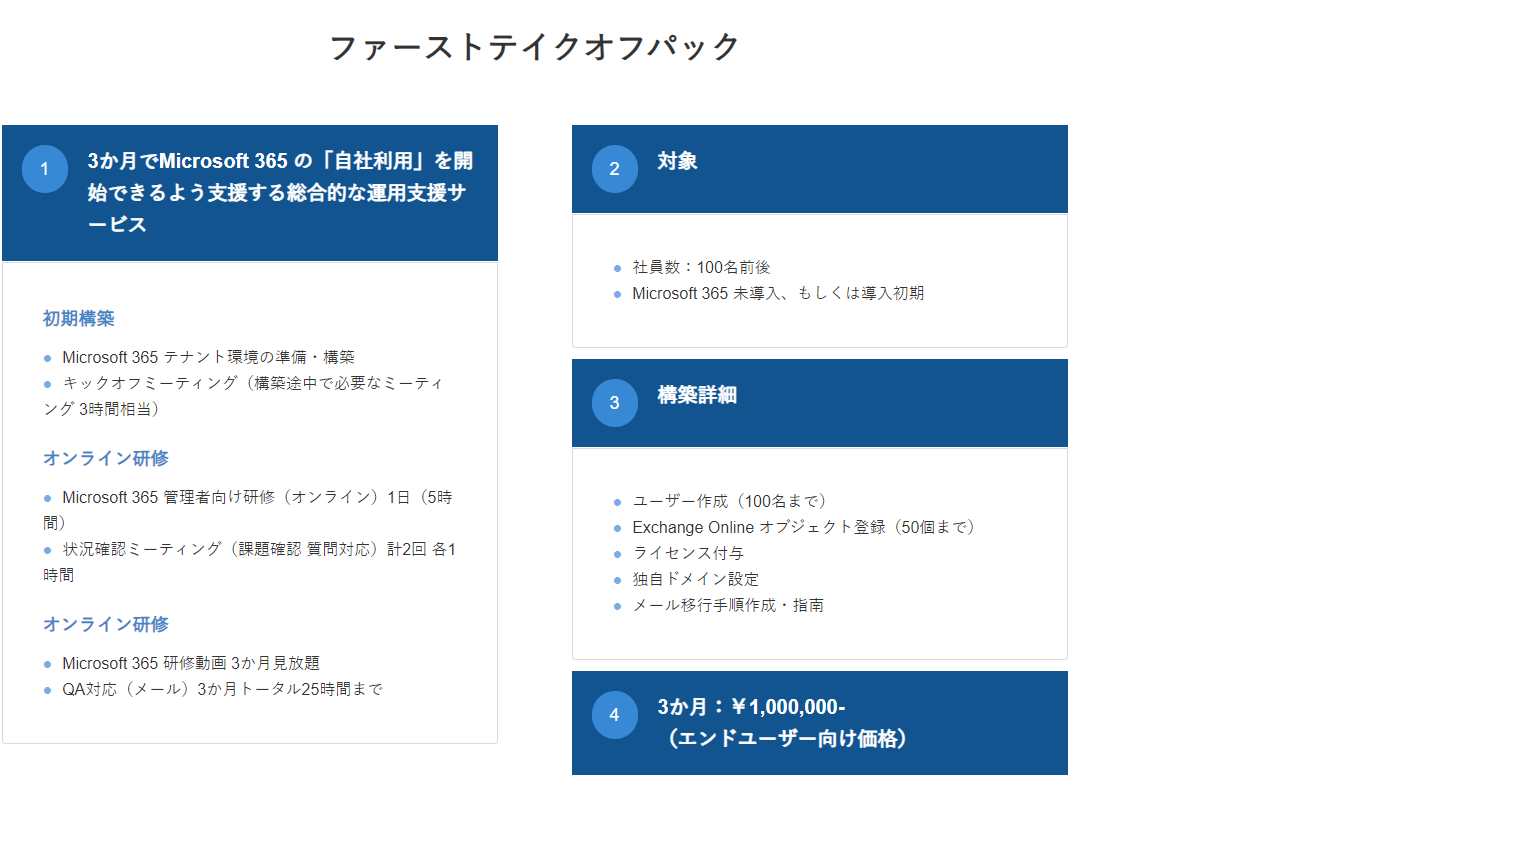 ファーストテイクオフパック
1
3か月でMicrosoft 365 の「自社利用」を開
始できるよう支援する総合的な運用支援サ
ービス
初期構築
● Microsoft 365 テナント環境の準備・構築
● キックオフミーティング（構築途中で必要なミーティ
ング 3時間相当）
オンライン研修
● Microsoft 365 管理者向け研修（オンライン）1日（5時
間）
● 状況確認ミーティング（課題確認 質問対応）計2回 各1
時間
オンライン研修
● Microsoft 365 研修動画 3か月見放題
● QA対応（メール）3か月トータル25時間まで
2
対象
● 社員数：100名前後
● Microsoft 365 未導入、もしくは導入初期
3
構築詳細
● ユーザー作成（100名まで）
● Exchange Online オブジェクト登録（50個まで）
● ライセンス付与
● 独自ドメイン設定
● メール移行手順作成・指南
4
3か月：￥1,000,000-
（エンドユーザー向け価格）